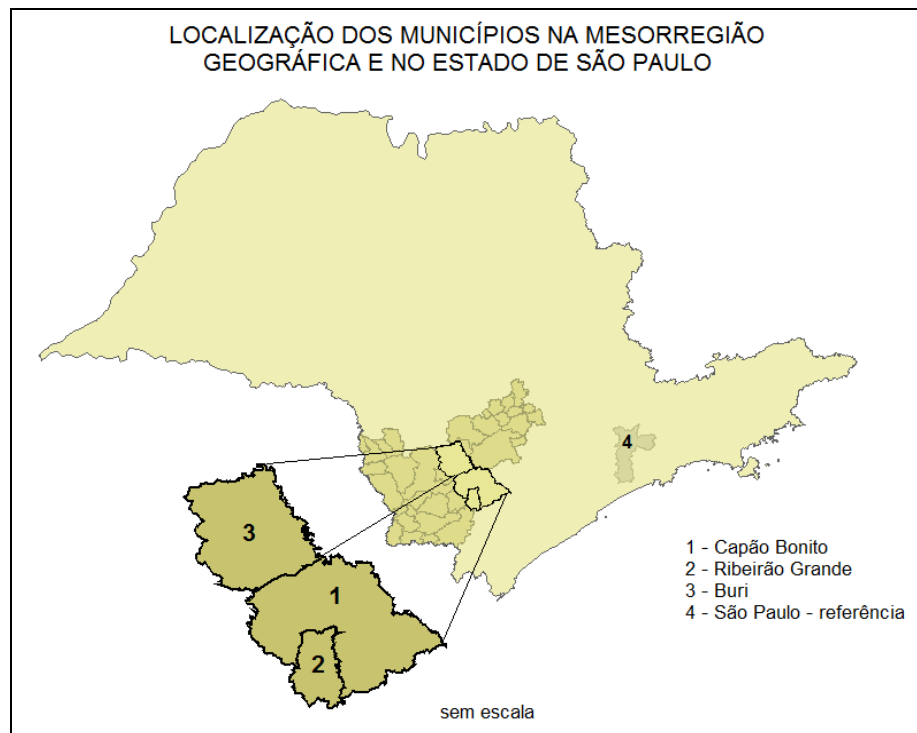 LOCALIZAÇÃO DOS MUNICÍPIOS NA MESORREGIÃO
GEOGRÁFICA E NO ESTADO DE SÃO PAULO
4
3
1
2
1 - Capão Bonito
2 - Ribeirão Grande
3 - Buri
4 - São Paulo - referência
sem escala